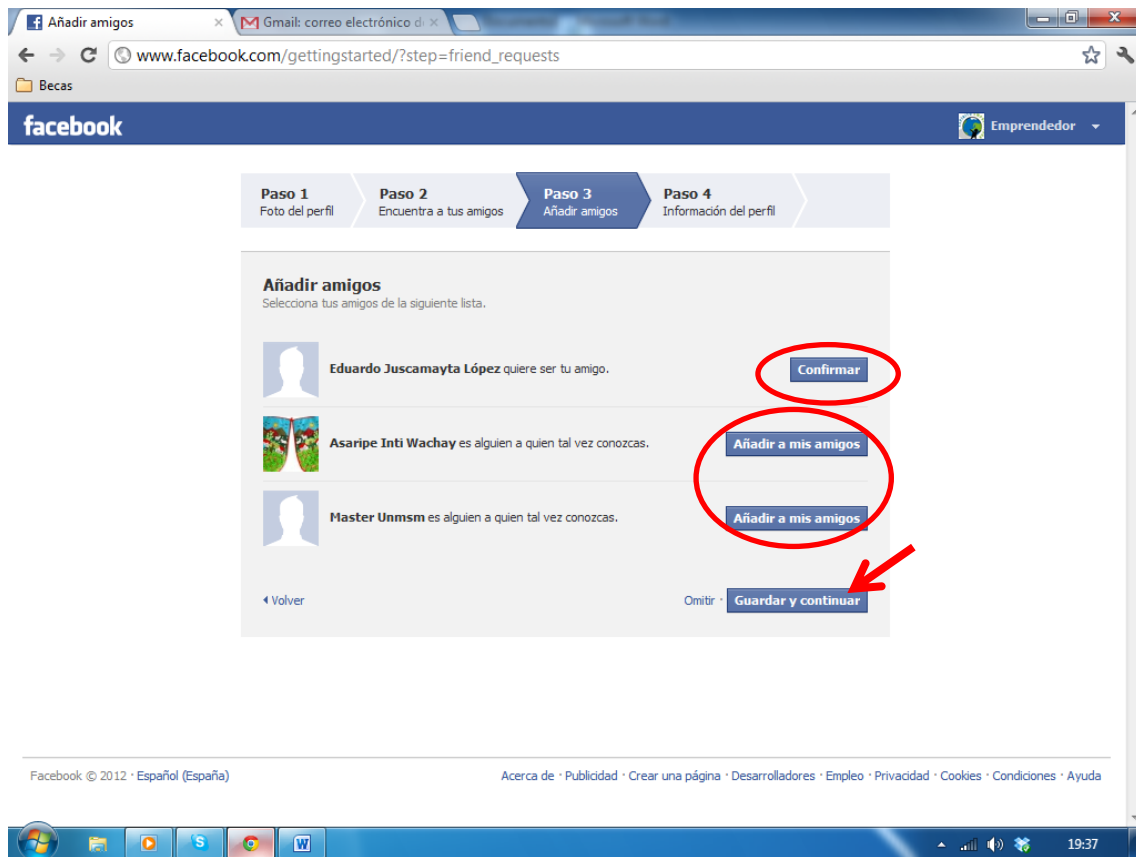 Añadir amigos
Gmail: correo electrónico d
www.facebook.com/gettingstarted/?step=friend_requests
Becas
facebook
Emprendedor
Paso 1
Foto del perfil
Paso 2
Encuentra a tus amigos
Paso 3
Añadir amigos
Paso 4
Información del perfil
Añadir amigos
Selecciona tus amigos de la siguiente lista.
Eduardo Juscamayta López quiere ser tu amigo.
Confirmar
Asaripe Inti Wachay es alguien a quien tal vez conozcas.
Añadir a mis amigos
Master Unmsm es alguien a quien tal vez conozcas.
Añadir a mis amigos
Volver
Omitir · Guardar y continuar
Facebook © 2012 · Español (España)
Acerca de · Publicidad · Crear una página · Desarrolladores · Empleo · Privacidad · Cookies · Condiciones · Ayuda
19:37